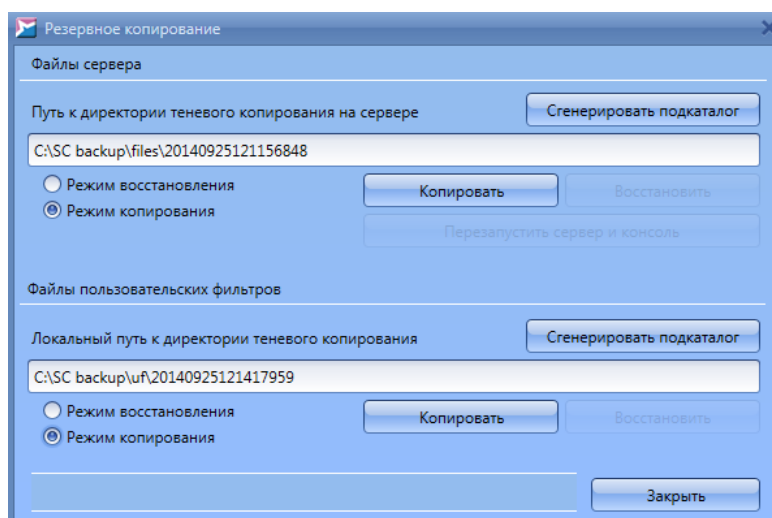 Резервное копирование
Файлы сервера
Путь к директории теневого копирования на сервере
Сгенерировать подкаталог
C:\SC backup\files\20140925121156848
Режим восстановления
Режим копирования
Копировать
Восстановить
Перезапустить сервер и консоль
Файлы пользовательских фильтров
Локальный путь к директории теневого копирования
Сгенерировать подкаталог
C:\SC backup\uf\20140925121417959
Режим восстановления
Режим копирования
Копировать
Восстановить
Закрыть